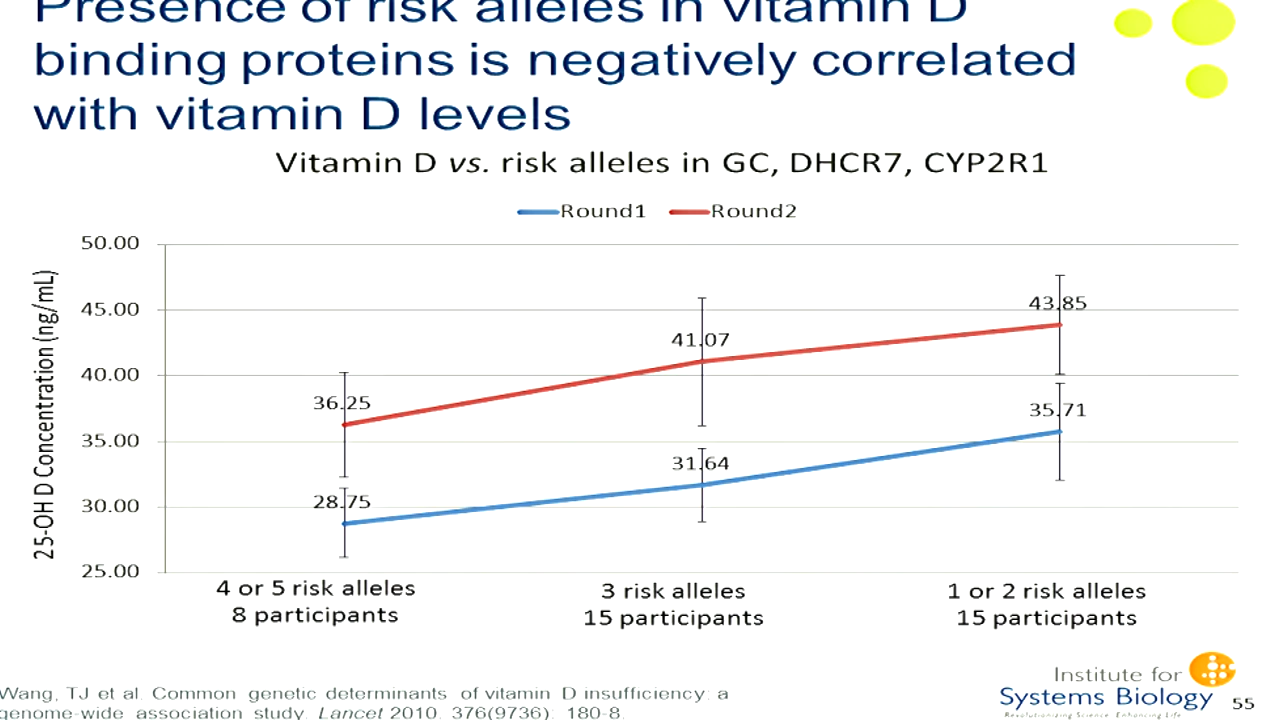 Presence of risk alleles in vitamin D
binding proteins is negatively correlated
with vitamin D levels
Vitamin D vs. risk alleles in GC, DHCR7, CYP2R1
Round1 Round2
50.00
45.00
40.00
35.00
30.00
25.00
25-OH D Concentration (ng/mL)
36.25
41.07
43.85
28.75
31.64
35.71
4 or 5 risk alleles
8 participants
3 risk alleles
15 participants
1 or 2 risk alleles
15 participants
Wang, TJ et al. Common genetic determinants of vitamin D insufficiency: a
genome-wide association study. Lancet 2010. 376(9736): 180-8.
Institute for
Systems Biology
Revolutionizing Science. Enhancing Life.
55